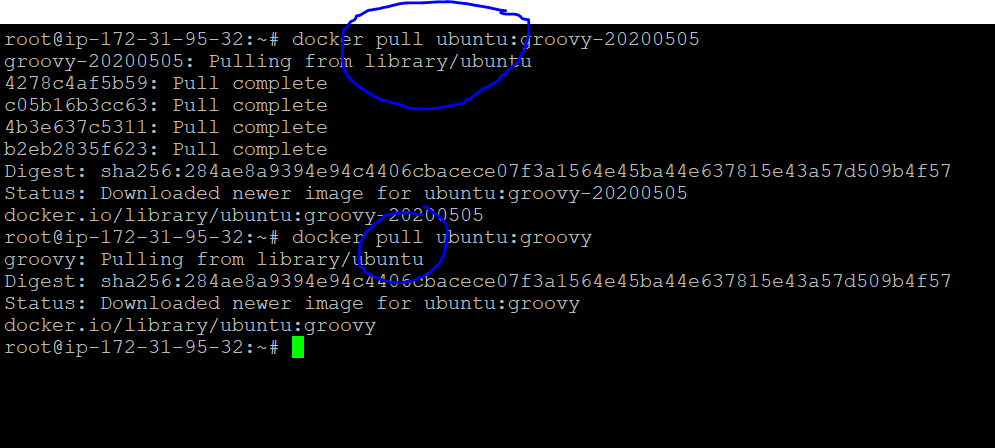 root@ip-172-31-95-32:~# docker pull ubuntu:groovy-20200505
groovy-20200505: Pulling from library/ubuntu
4278c4af5b59: Pull complete
c05b16b3cc63: Pull complete
4b3e637c5311: Pull complete
b2eb2835f623: Pull complete
Digest: sha256:284ae8a9394e94c4406cbacece07f3a1564e45ba44e637815e43a57d509b4f57
Status: Downloaded newer image for ubuntu:groovy-20200505
docker.io/library/ubuntu:groovy-20200505
root@ip-172-31-95-32:~# docker pull ubuntu:groovy
groovy: Pulling from library/ubuntu
Digest: sha256:284ae8a9394e94c4406cbacece07f3a1564e45ba44e637815e43a57d509b4f57
Status: Downloaded newer image for ubuntu:groovy
docker.io/library/ubuntu:groovy
root@ip-172-31-95-32:~#